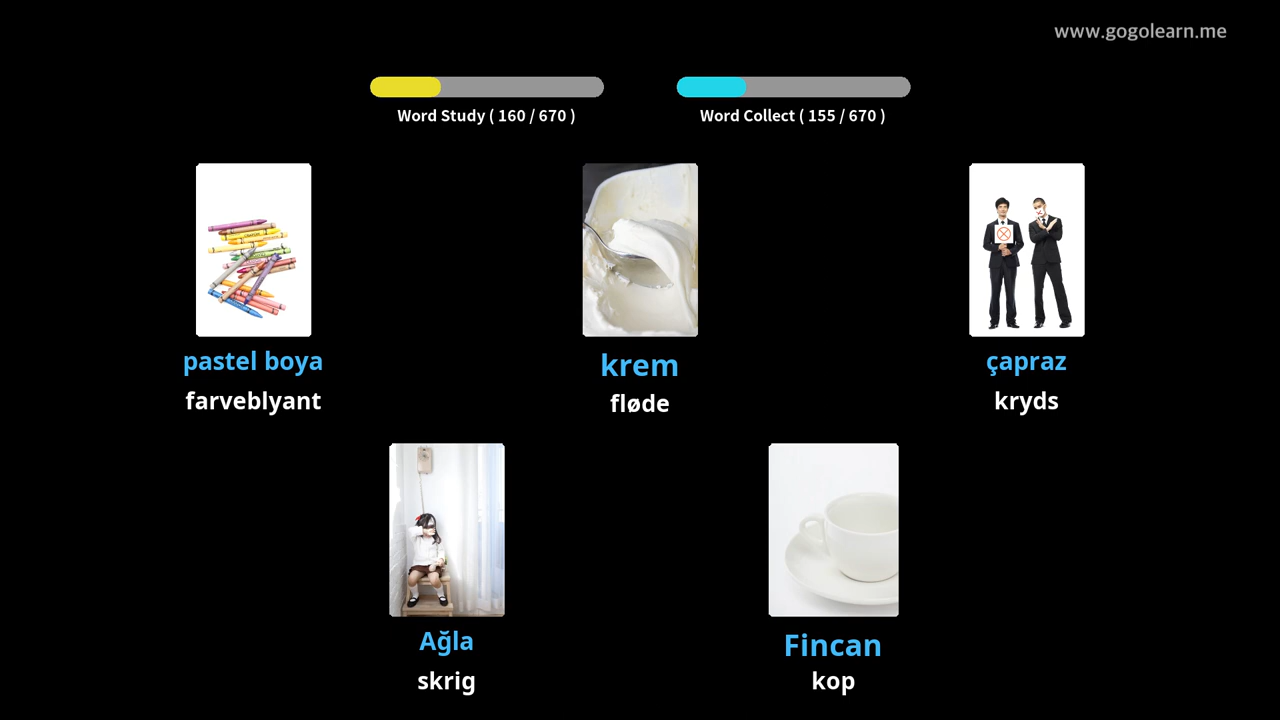 www.gogolearn.me
Word Study ( 160 / 670 )
Word Collect ( 155 / 670 )
pastel boya
krem
çapraz
farveblyant
fløde
kryds
Ağla
Fincan
skrig
kop